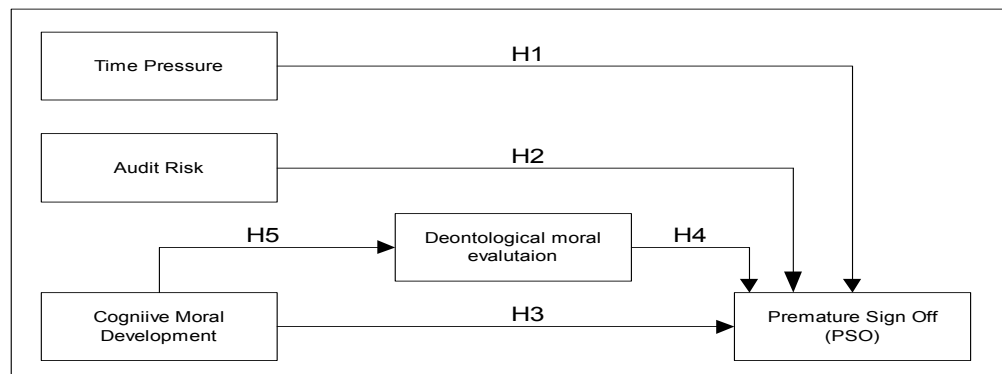 Time Pressure
H1
Audit Risk
H2
H5
Deontological moral
evalutaion
H4
Cogniive Moral
Development
H3
Premature Sign Off
(PSO)